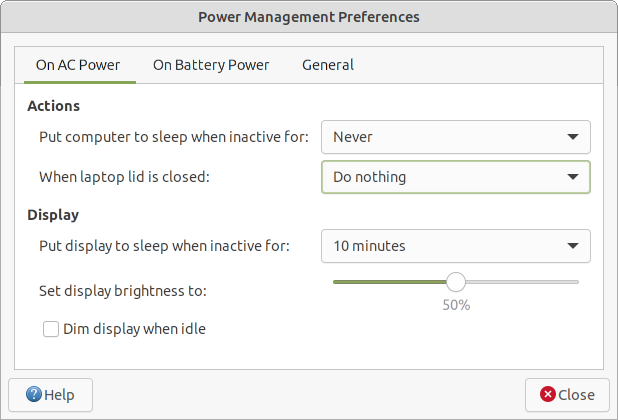 Power Management Preferences
On AC Power On Battery Power General
Actions
Put computer to sleep when inactive for: Never
When laptop lid is closed: Do nothing
Display
Put display to sleep when inactive for: 10 minutes
Set display brightness to:
50%
Dim display when idle
Help Close